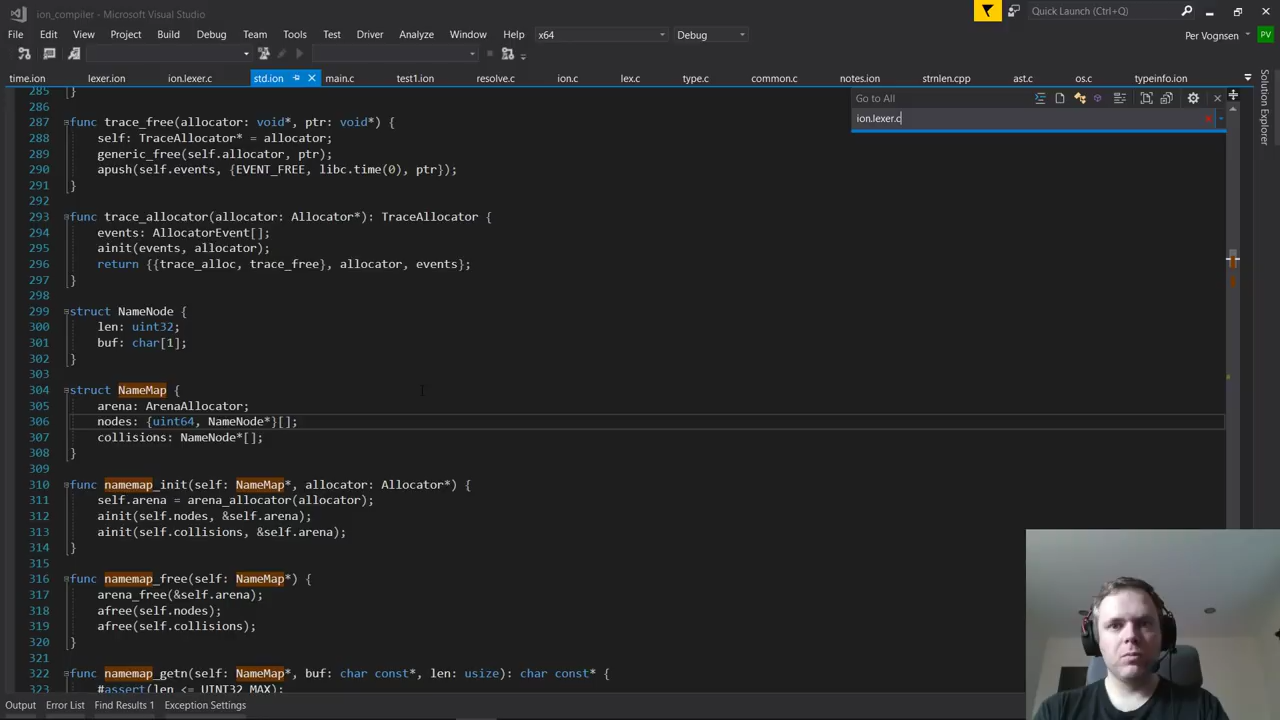 ion_compiler - Microsoft Visual Studio
Quick Launch (Ctrl+Q)
File Edit View Project Build Debug Team Tools Test Driver Analyze Window Help x64 Debug Per Vognsen PV
time.ion lexer.ion ion.lexer.c std.ion main.c test1.ion resolve.c ion.c lex.c type.c common.c notes.ion strnlen.cpp ast.c os.c typeinfo.ion
Solution Explorer
Go to All
ion.lexer.c
285 }
286
287 func trace_free(allocator: void*, ptr: void*) {
288 self: TraceAllocator* = allocator;
289 generic_free(self.allocator, ptr);
290 apush(self.events, {EVENT_FREE, libc.time(0), ptr});
291 }
292
293 func trace_allocator(allocator: Allocator*): TraceAllocator {
294 events: AllocatorEvent[];
295 ainit(events, allocator);
296 return {{trace_alloc, trace_free}, allocator, events};
297 }
298
299 struct NameNode {
300 len: uint32;
301 buf: char[1];
302 }
303
304 struct NameMap {
305 arena: ArenaAllocator;
306 nodes: {uint64, NameNode*}[];
307 collisions: NameNode*[];
308 }
309
310 func namemap_init(self: NameMap*, allocator: Allocator*) {
311 self.arena = arena_allocator(allocator);
312 ainit(self.nodes, &self.arena);
313 ainit(self.collisions, &self.arena);
314 }
315
316 func namemap_free(self: NameMap*) {
317 arena_free(&self.arena);
318 afree(self.nodes);
319 afree(self.collisions);
320 }
321
322 func namemap_getn(self: NameMap*, buf: char const*, len: usize): char const* {
323 #assert(len <= UINT32_MAX);
Output Error List Find Results 1 Exception Settings